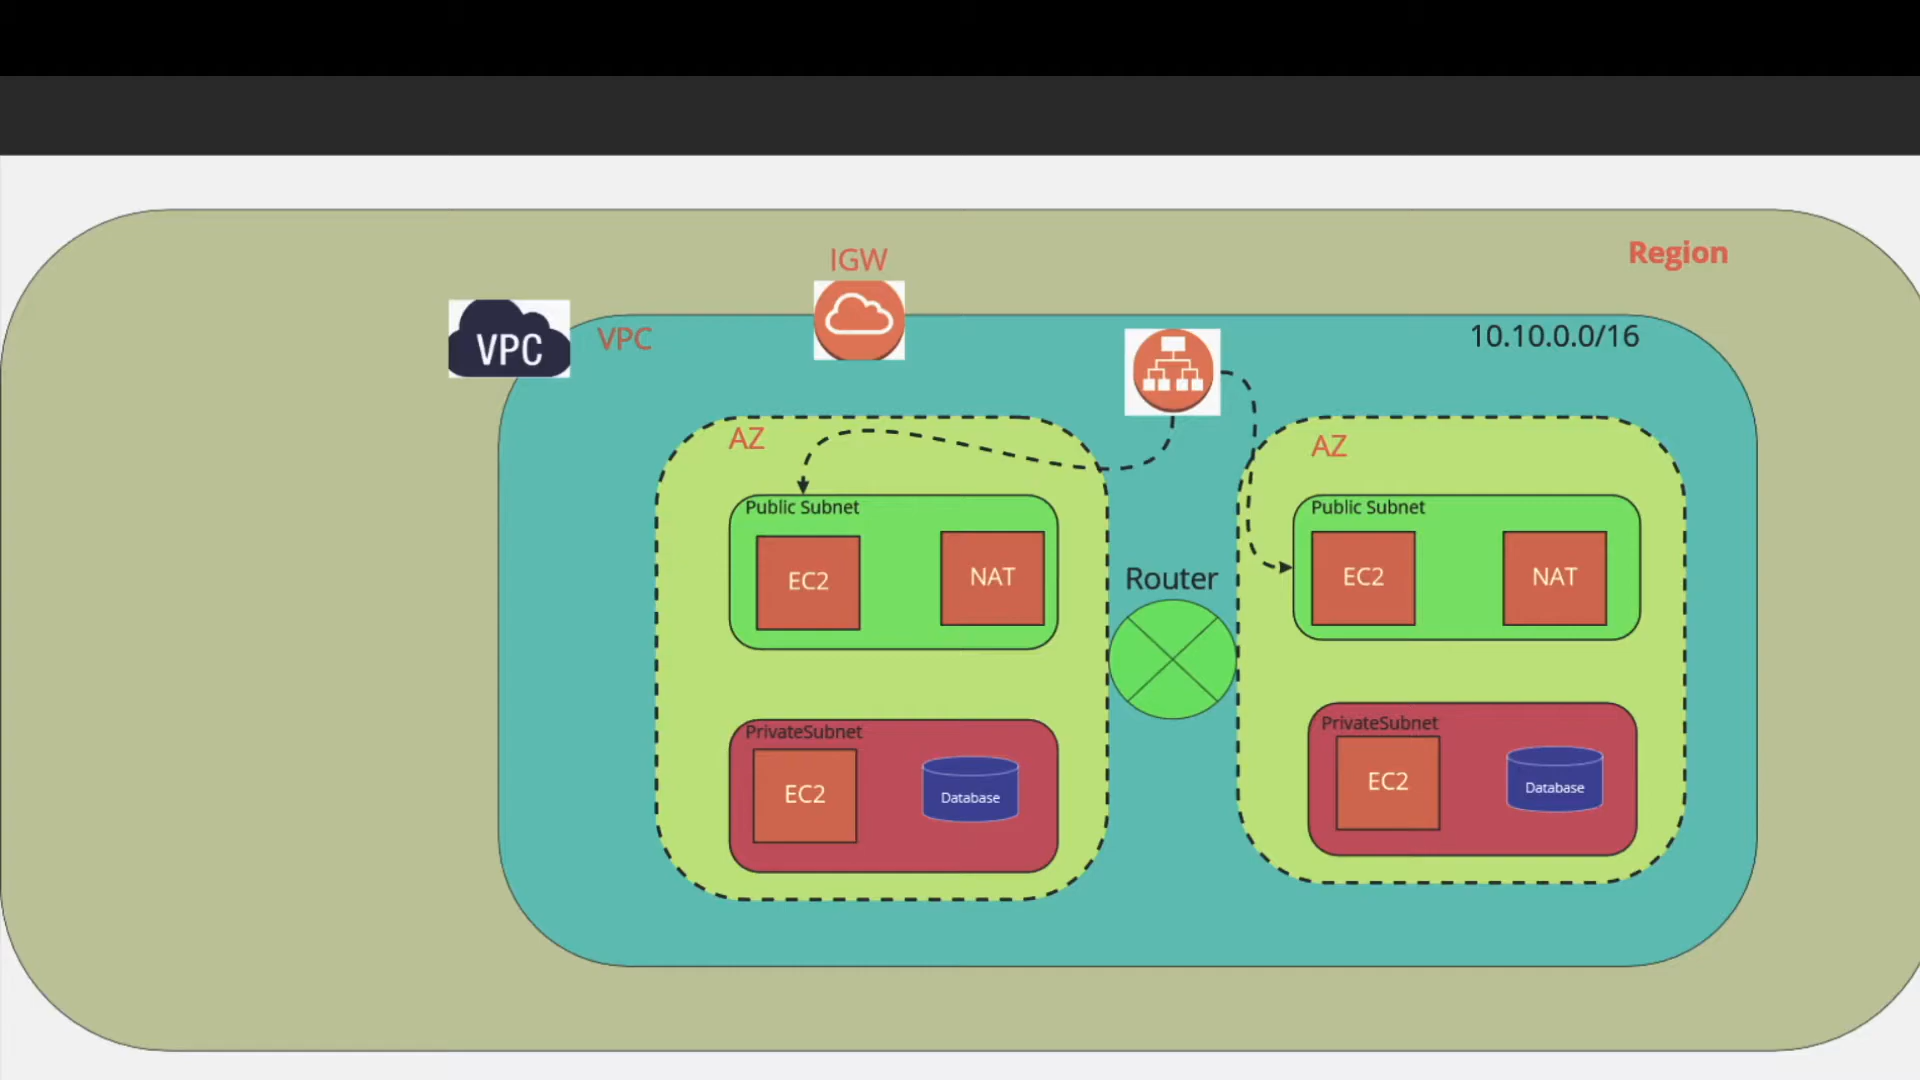 Region
IGW
VPC
VPC
10.10.0.0/16
AZ
Public Subnet
EC2
NAT
PrivateSubnet
EC2
Database
Router
AZ
Public Subnet
EC2
NAT
PrivateSubnet
EC2
Database